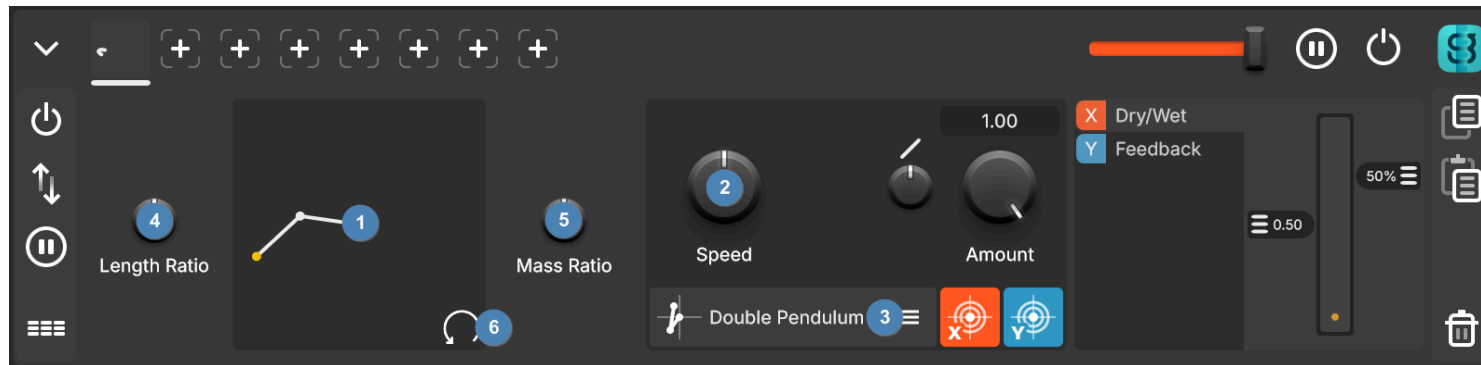 1.00
X Dry/Wet
Y Feedback
2
50%
4
1
5
0.50
Length Ratio
Mass Ratio
Speed
Amount
6
Double Pendulum 3
X
Y